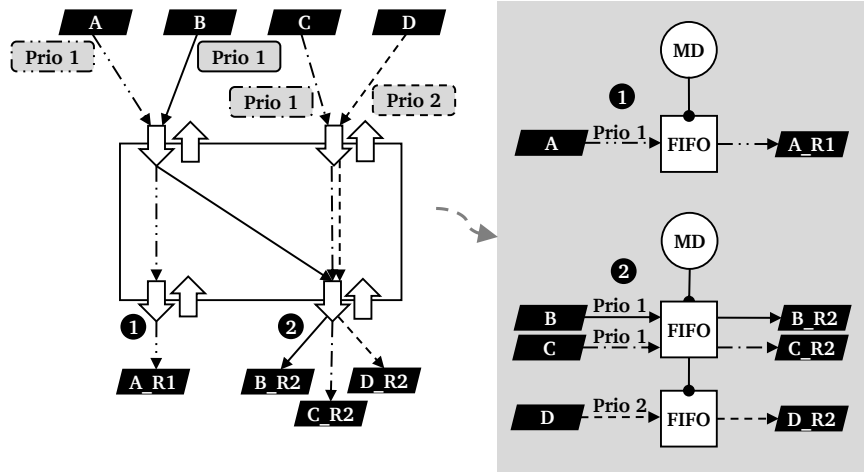 A
B
C
D
Prio 1
Prio 1
Prio 1
Prio 2
1
2
A_R1
B_R2
D_R2
C_R2
MD
1
A
Prio 1
FIFO
A_R1
MD
2
B
Prio 1
FIFO
B_R2
C
Prio 1
C_R2
D
Prio 2
FIFO
D_R2